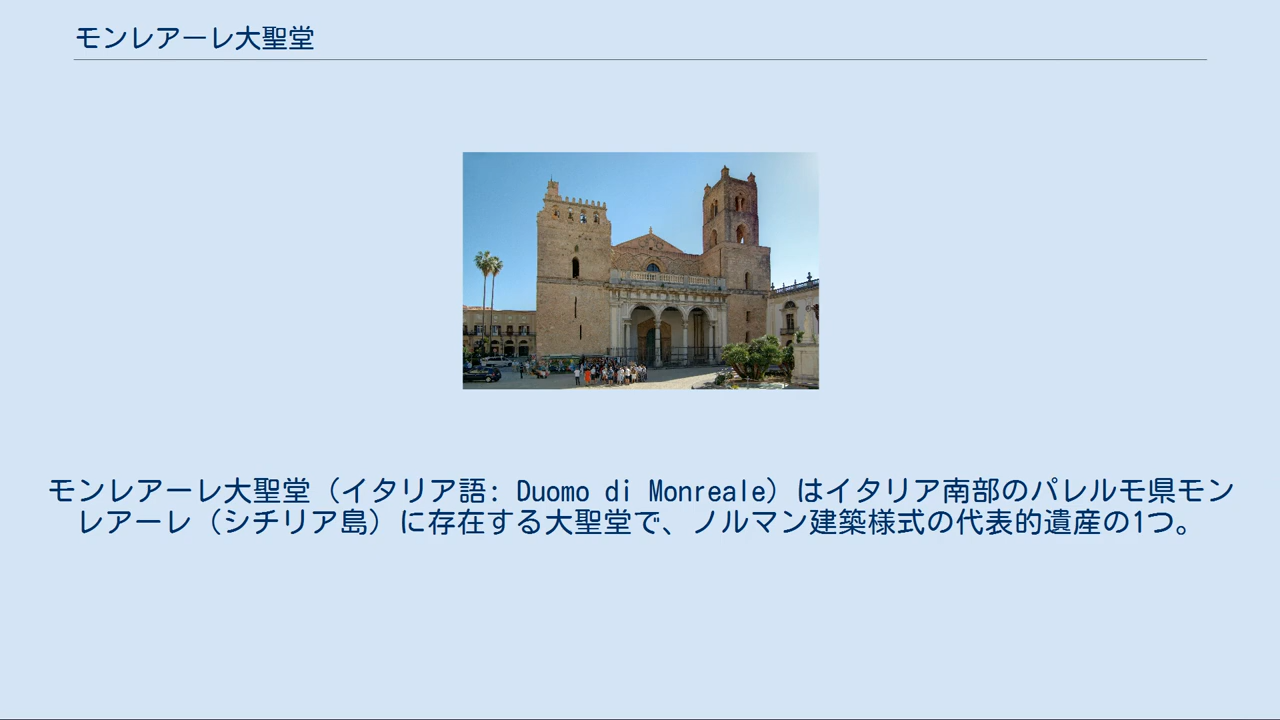 モンレアーレ大聖堂
モンレアーレ大聖堂（イタリア語: Duomo di Monreale）はイタリア南部のパレルモ県モン
レアーレ（シチリア島）に存在する大聖堂で、ノルマン建築様式の代表的遺産の1つ。